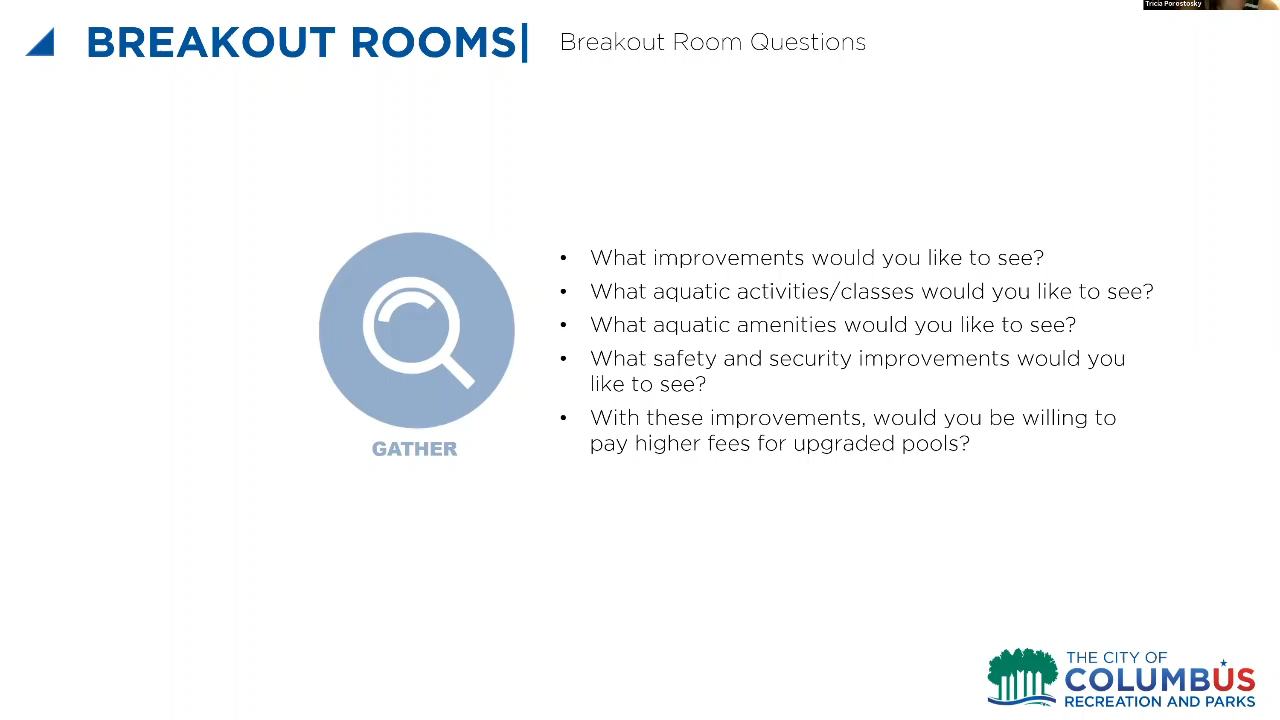 Tricia Porostosky
BREAKOUT ROOMS| Breakout Room Questions
• What improvements would you like to see?
• What aquatic activities/classes would you like to see?
• What aquatic amenities would you like to see?
• What safety and security improvements would you
like to see?
• With these improvements, would you be willing to
pay higher fees for upgraded pools?
GATHER
THE CITY OF
COLUMBUS
RECREATION AND PARKS